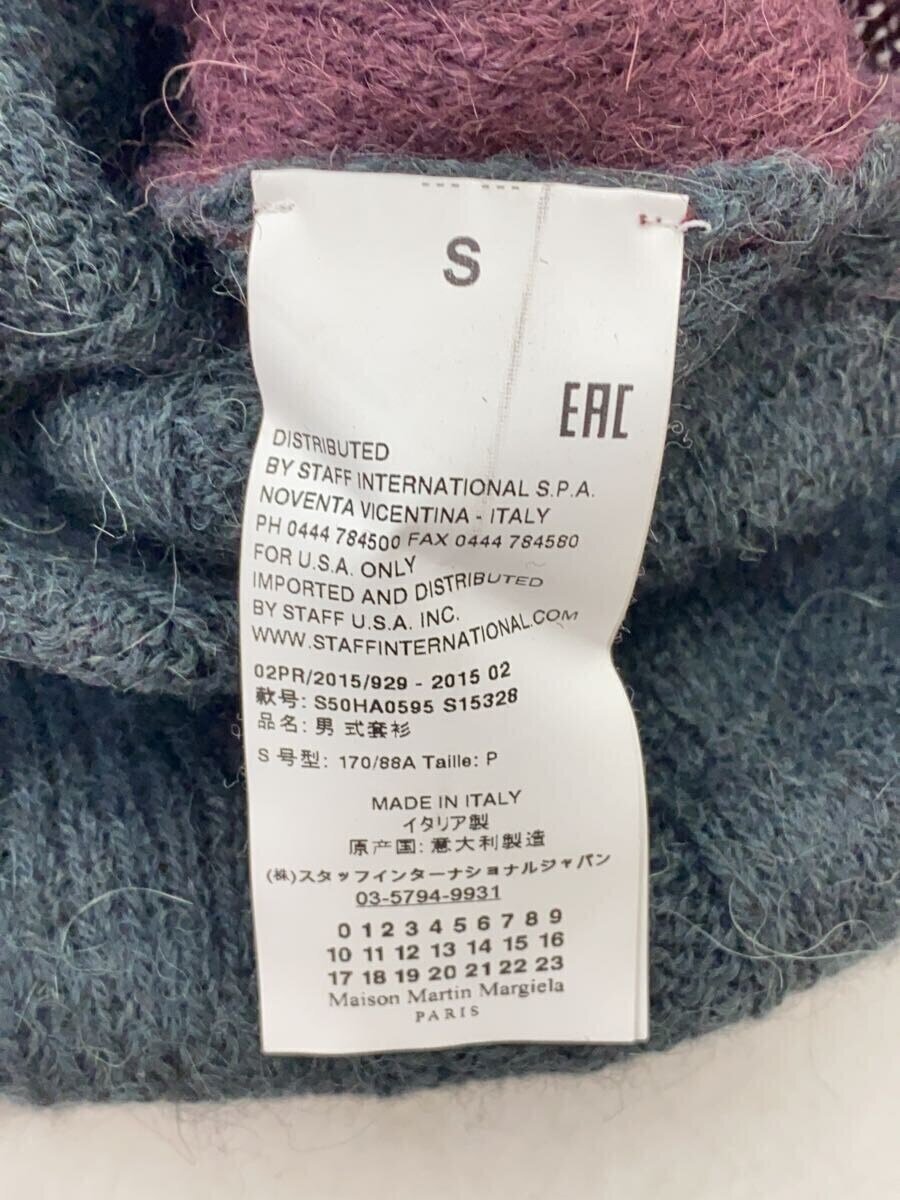 S
EAC
DISTRIBUTED
BY STAFF INTERNATIONAL S.P.A.
NOVENTA VICENTINA - ITALY
PH 0444 784500 FAX 0444 784580
FOR U.S.A. ONLY
IMPORTED AND DISTRIBUTED
BY STAFF U.S.A. INC.
WWW.STAFFINTERNATIONAL.COM
02PR/2015/929 - 2015 02
款号: S50HA0595 S15328
品名: 男 式套衫
S 号型: 170/88A Taille: P
MADE IN ITALY
イタリア製
原产国: 意大利製造
(株)スタッフインターナショナルジャパン
03-5794-9931
0 1 2 3 4 5 6 7 8 9
10 11 12 13 14 15 16
17 18 19 20 21 22 23
Maison Martin Margiela
PARIS